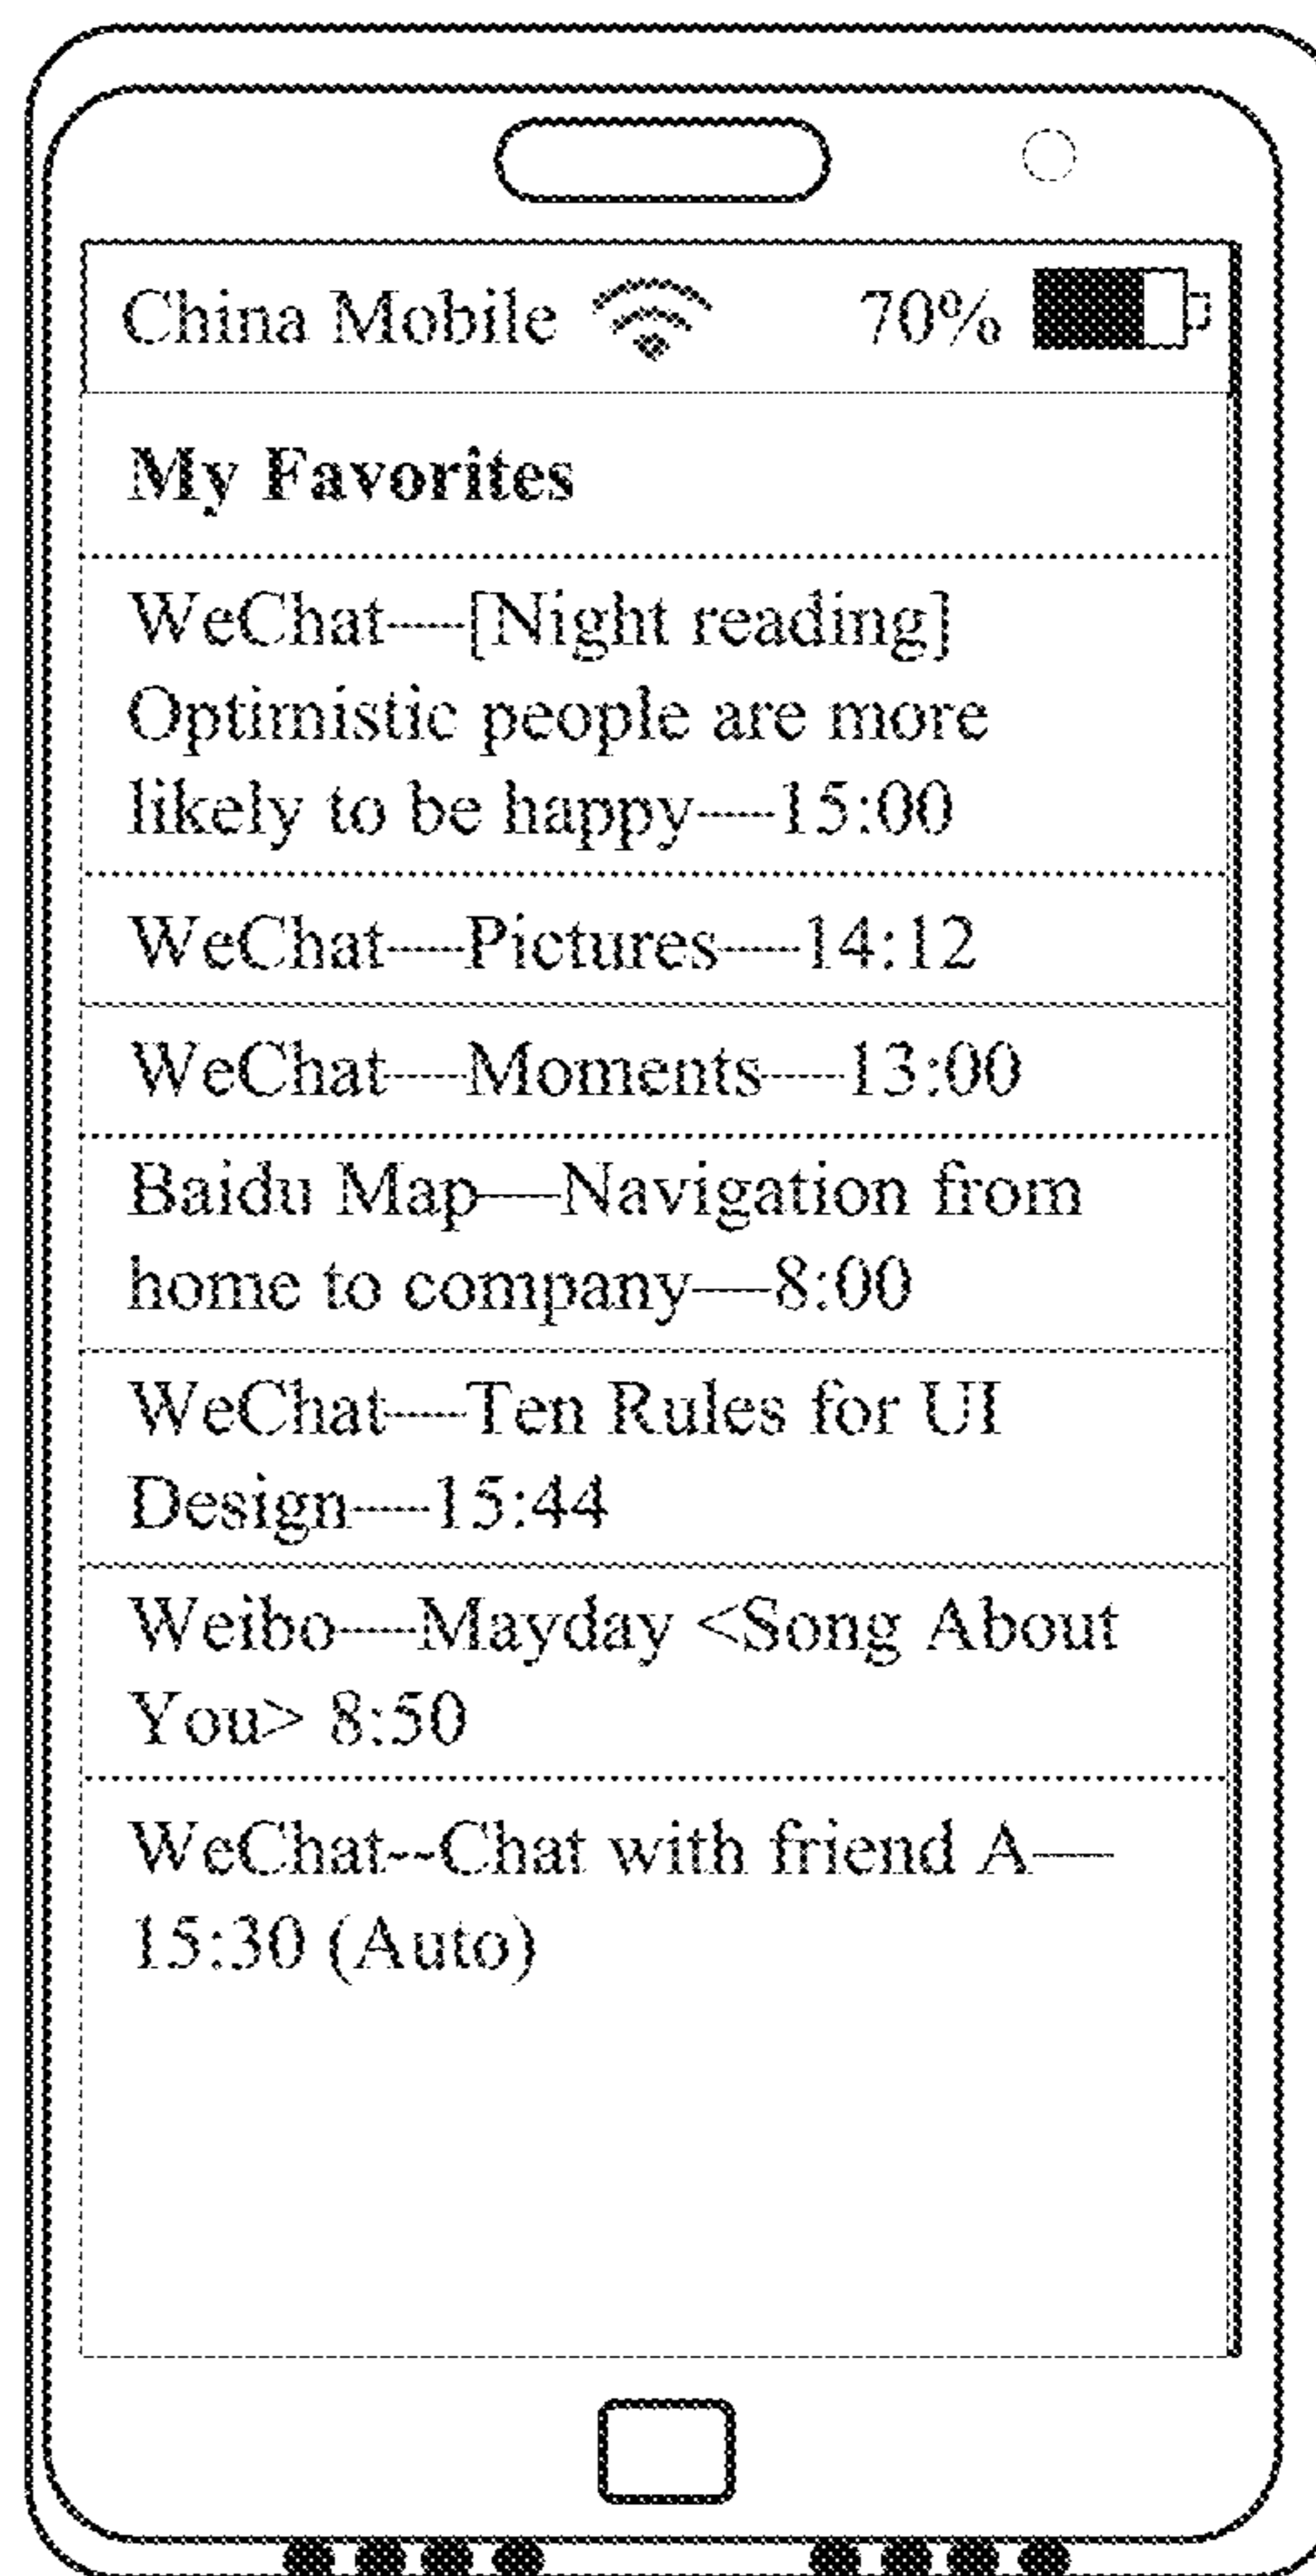 China Mobile 70%
My Favorites
WeChat—[Night reading]
Optimistic people are more
likely to be happy—15:00
WeChat—Pictures—14:12
WeChat—Moments—13:00
Baidu Map—Navigation from
home to company—8:00
WeChat—Ten Rules for UI
Design—15:44
Weibo—Mayday <Song About
You> 8:50
WeChat--Chat with friend A—
15:30 (Auto)